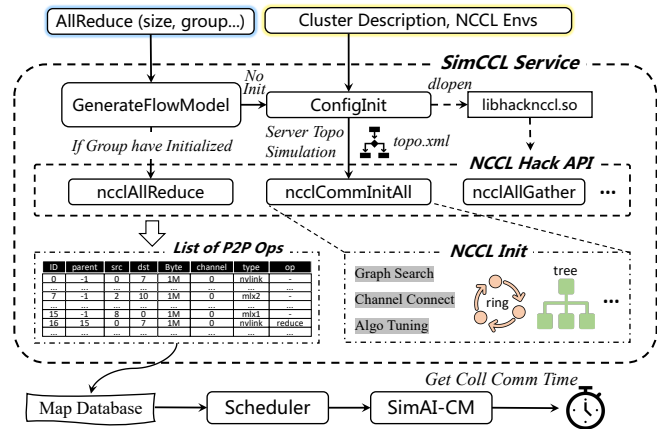 AllReduce (size, group...)
Cluster Description, NCCL Envs
SimCCL Service
GenerateFlowModel
No
Init
ConfigInit
dlopen
libhacknccl.so
If Group have Initialized
Server Topo
Simulation
topo.xml
NCCL Hack API
ncclAllReduce
ncclCommInitAll
ncclAllGather
...
List of P2P Ops
ID parent src dst Byte channel type op
0 -1 0 7 1M 0 nvlink -
... ... ... ... ... ... ... ...
7 -1 2 10 1M 0 mlx2 -
... ... ... ... ... ... ... ...
15 -1 8 0 1M 0 mlx1 -
16 15 0 7 1M 0 nvlink reduce
... ... ... ... ... ... ... ...
NCCL Init
Graph Search
Channel Connect
Algo Tuning
ring
tree
...
Get Coll Comm Time
Map Database
Scheduler
SimAI-CM